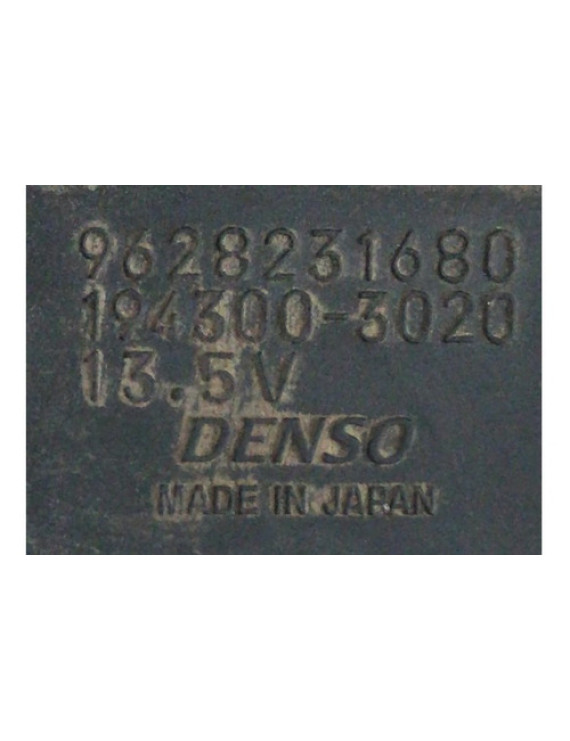 9628231680
194300-3020
13.5V
DENSO
MADE IN JAPAN